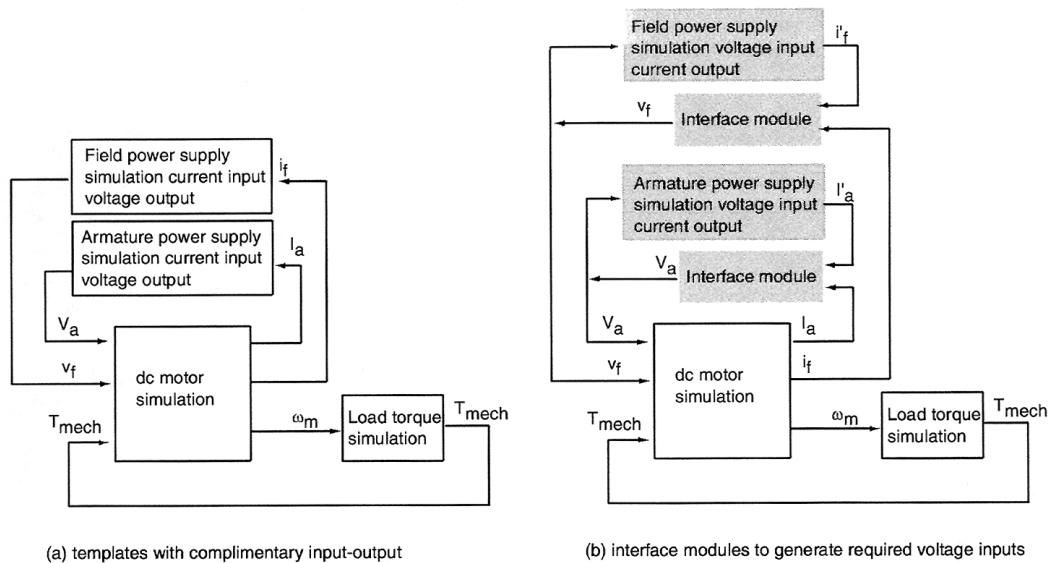 Field power supply
simulation current input
voltage output
i_f
Armature power supply
simulation current input
voltage output
I_a
V_a
v_f
dc motor
simulation
T_mech
ω_m
Load torque
simulation
T_mech
(a) templates with complimentary input-output
Field power supply
simulation voltage input
current output
i'_f
v_f
Interface module
Armature power supply
simulation voltage input
current output
I'_a
V_a
Interface module
V_a
I_a
v_f
i_f
dc motor
simulation
T_mech
ω_m
Load torque
simulation
T_mech
(b) interface modules to generate required voltage inputs